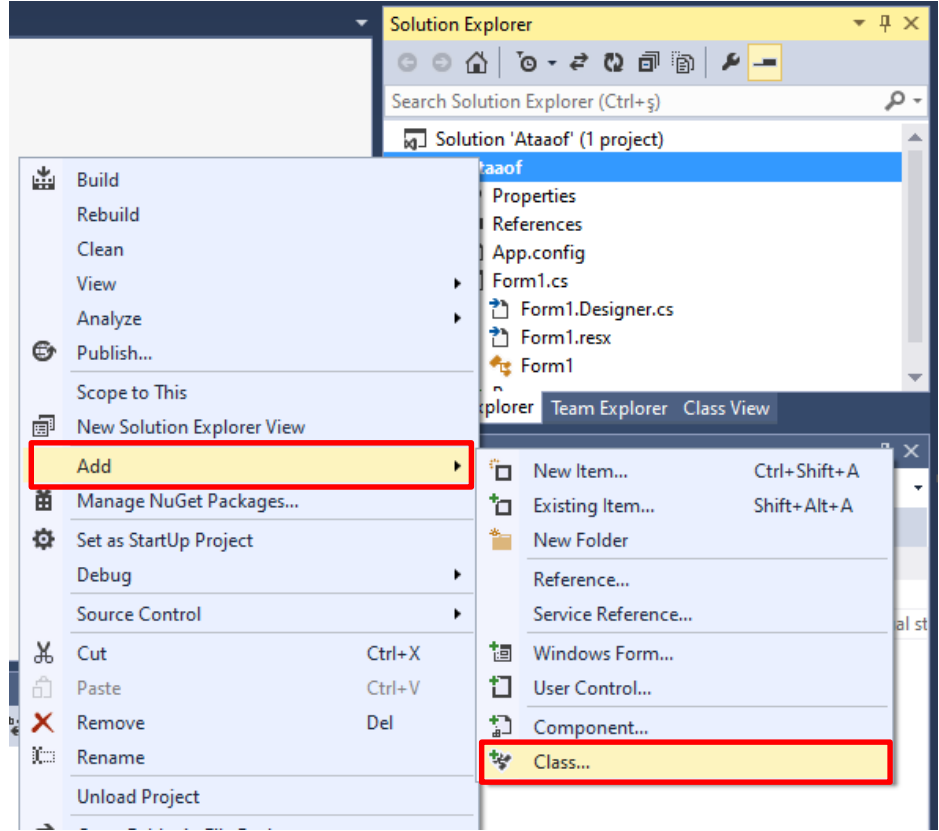 Solution Explorer
Search Solution Explorer (Ctrl+ş)
Solution 'Ataaof' (1 project)
taaof
Properties
References
App.config
Form1.cs
Form1.Designer.cs
Form1.resx
Form1
xplorer Team Explorer Class View
Build
Rebuild
Clean
View
Analyze
Publish...
Scope to This
New Solution Explorer View
Add
Manage NuGet Packages...
Set as StartUp Project
Debug
Source Control
Cut Ctrl+X
Paste Ctrl+V
Remove Del
Rename
Unload Project
New Item... Ctrl+Shift+A
Existing Item... Shift+Alt+A
New Folder
Reference...
Service Reference...
Windows Form...
User Control...
Component...
Class...
al st